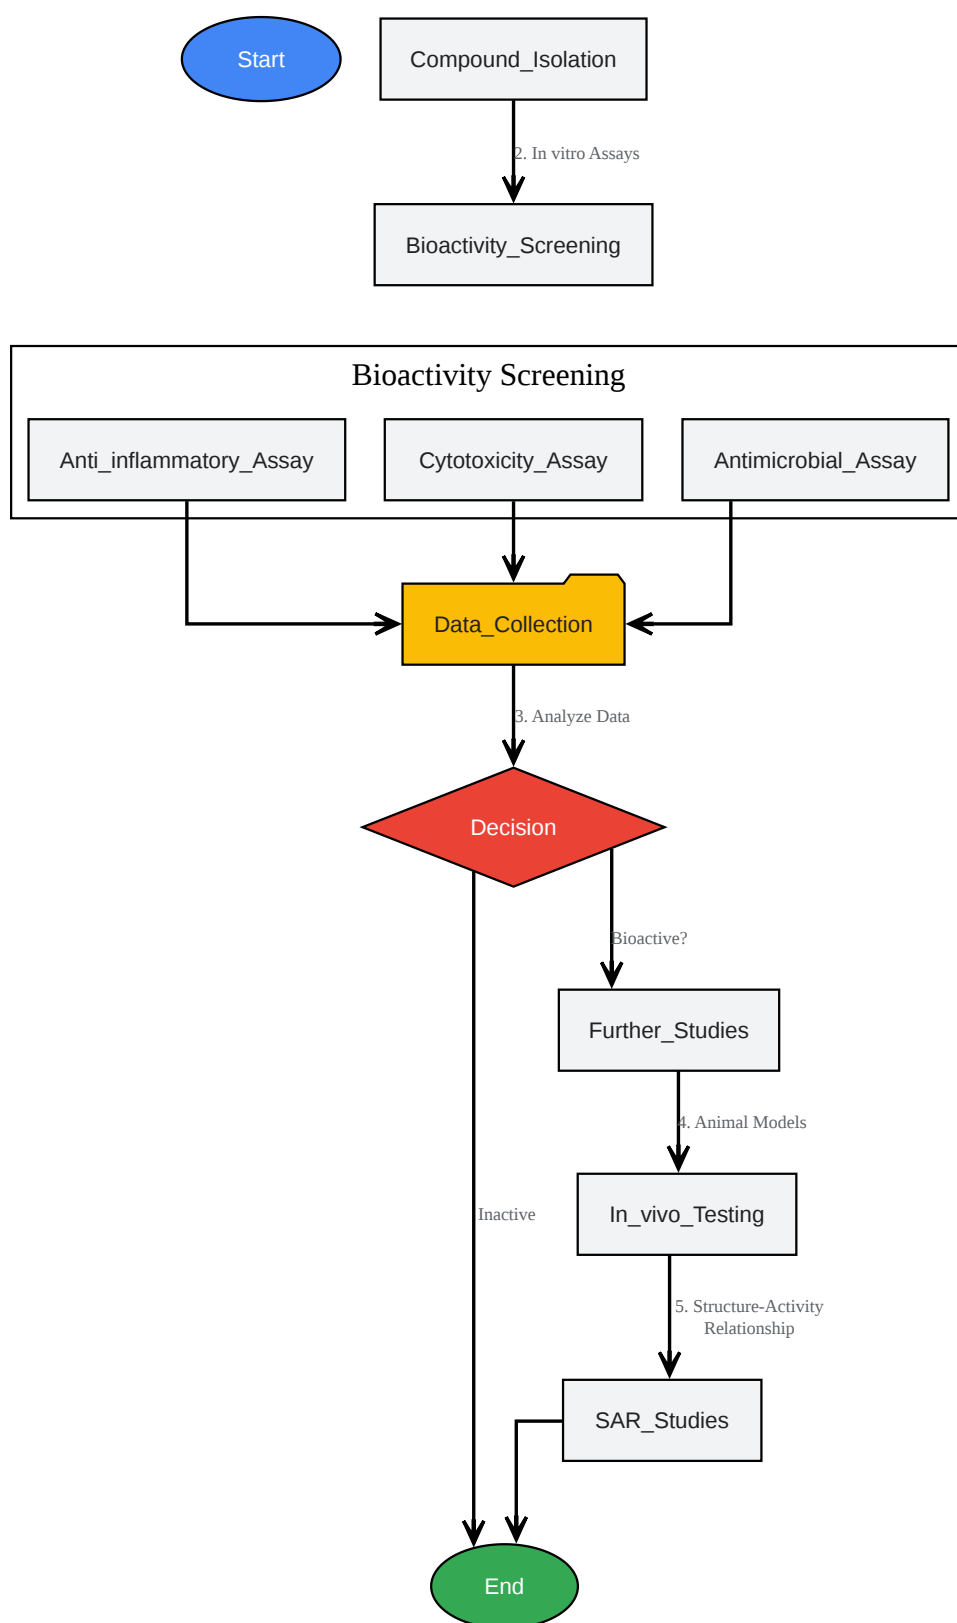 Start
Compound_Isolation
2. In vitro Assays
Bioactivity_Screening
Bioactivity Screening
Anti_inflammatory_Assay
Cytotoxicity_Assay
Antimicrobial_Assay
Data_Collection
3. Analyze Data
Decision
Bioactive?
Further_Studies
4. Animal Models
Inactive
In_vivo_Testing
5. Structure-Activity
Relationship
SAR_Studies
End